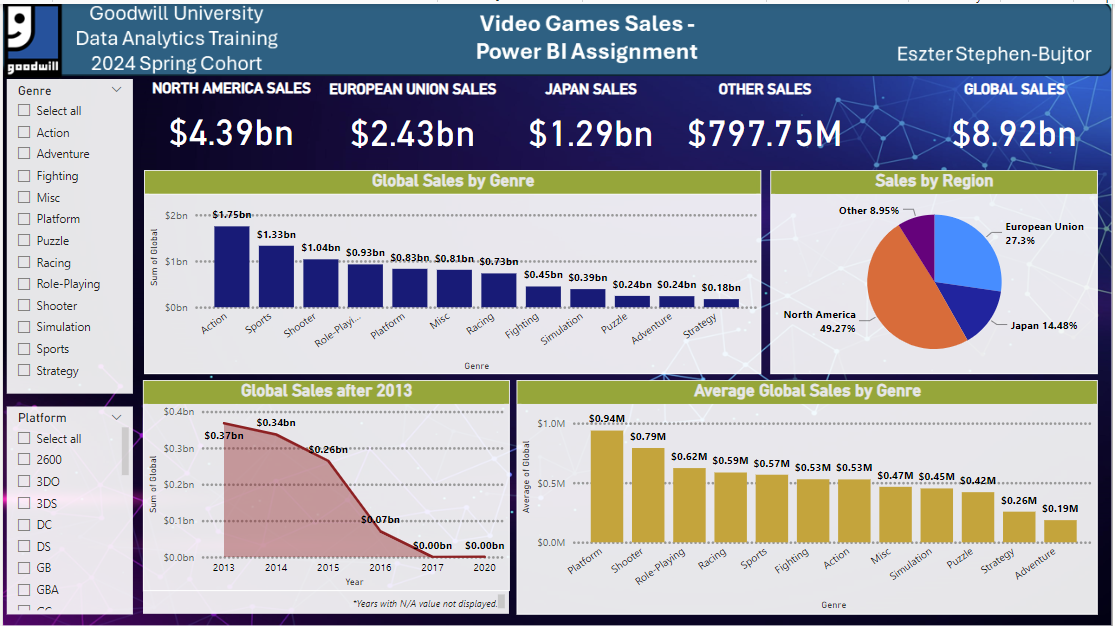 goodwill
Goodwill University
Data Analytics Training
2024 Spring Cohort
Video Games Sales -
Power BI Assignment
Eszter Stephen-Bujtor
NORTH AMERICA SALES
$4.39bn
EUROPEAN UNION SALES
$2.43bn
JAPAN SALES
$1.29bn
OTHER SALES
$797.75M
GLOBAL SALES
$8.92bn
Genre
Select all
Action
Adventure
Fighting
Misc
Platform
Puzzle
Racing
Role-Playing
Shooter
Simulation
Sports
Strategy
Platform
Select all
2600
3DO
3DS
DC
DS
GB
GBA
Global Sales by Genre
Sum of Global
$2bn
$1bn
$0bn
$1.75bn
$1.33bn
$1.04bn
$0.93bn
$0.83bn
$0.81bn
$0.73bn
$0.45bn
$0.39bn
$0.24bn
$0.24bn
$0.18bn
Action
Sports
Shooter
Role-Playi...
Platform
Misc
Racing
Fighting
Simulation
Puzzle
Adventure
Strategy
Genre
Sales by Region
Other 8.95%
European Union
27.3%
North America
49.27%
Japan 14.48%
Global Sales after 2013
Sum of Global
$0.4bn
$0.3bn
$0.2bn
$0.1bn
$0.0bn
$0.37bn
$0.34bn
$0.26bn
$0.07bn
$0.00bn
$0.00bn
2013
2014
2015
2016
2017
2020
Year
*Years with N/A value not displayed.
Average Global Sales by Genre
Average of Global
$1.0M
$0.5M
$0.0M
$0.94M
$0.79M
$0.62M
$0.59M
$0.57M
$0.53M
$0.53M
$0.47M
$0.45M
$0.42M
$0.26M
$0.19M
Platform
Shooter
Role-Playing
Racing
Sports
Fighting
Action
Misc
Simulation
Puzzle
Strategy
Adventure
Genre